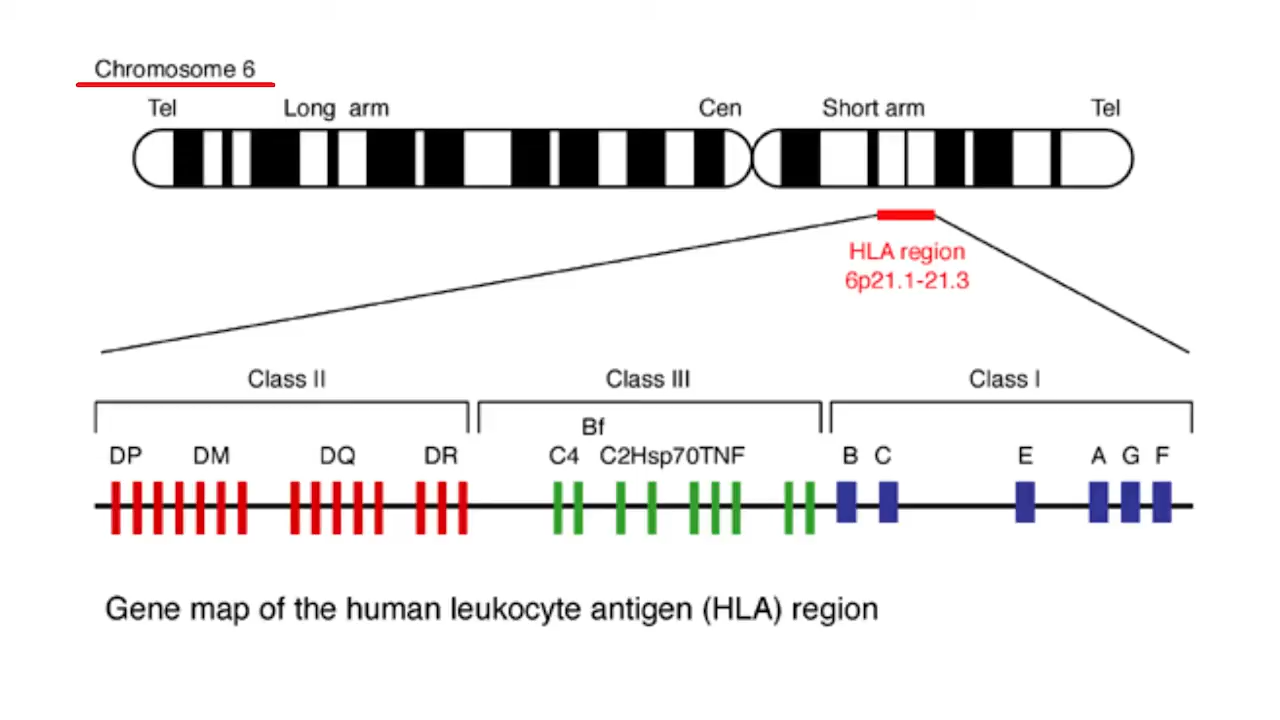 Chromosome 6
Tel Long arm Cen Short arm Tel
HLA region
6p21.1-21.3
Class II Class III Class I
Bf
DP DM DQ DR C4 C2Hsp70TNF B C E A G F
Gene map of the human leukocyte antigen (HLA) region